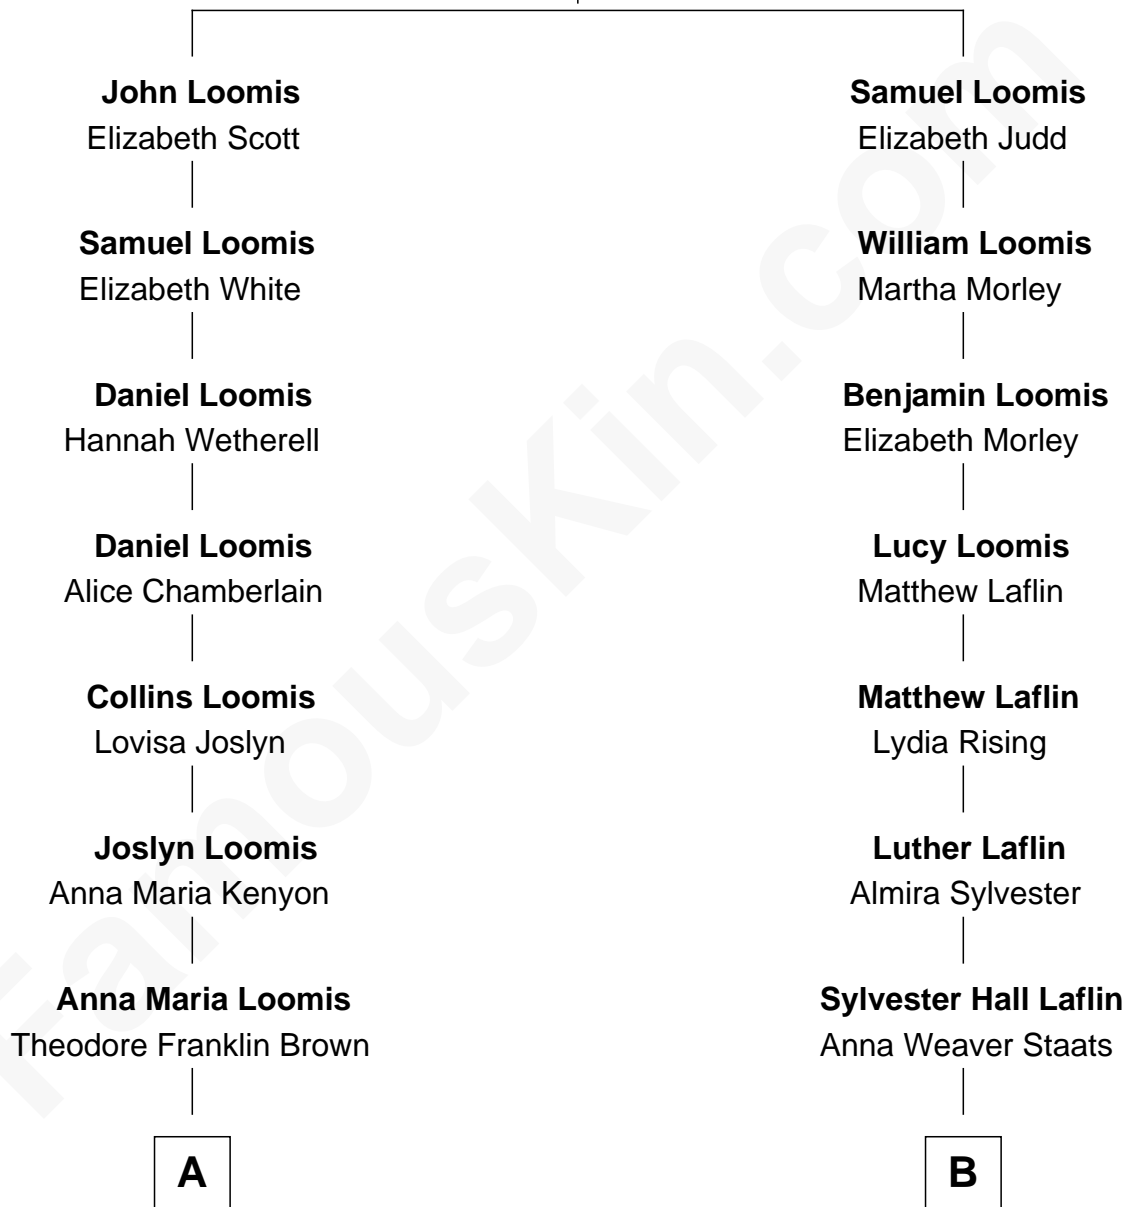 John Loomis
Elizabeth Scott
Samuel Loomis
Elizabeth White
Daniel Loomis
Hannah Wetherell
Daniel Loomis
Alice Chamberlain
Collins Loomis
Lovisa Joslyn
Joslyn Loomis
Anna Maria Kenyon
Anna Maria Loomis
Theodore Franklin Brown
A
Samuel Loomis
Elizabeth Judd
William Loomis
Martha Morley
Benjamin Loomis
Elizabeth Morley
Lucy Loomis
Matthew Laflin
Matthew Laflin
Lydia Rising
Luther Laflin
Almira Sylvester
Sylvester Hall Laflin
Anna Weaver Staats
B
FamousKin.com